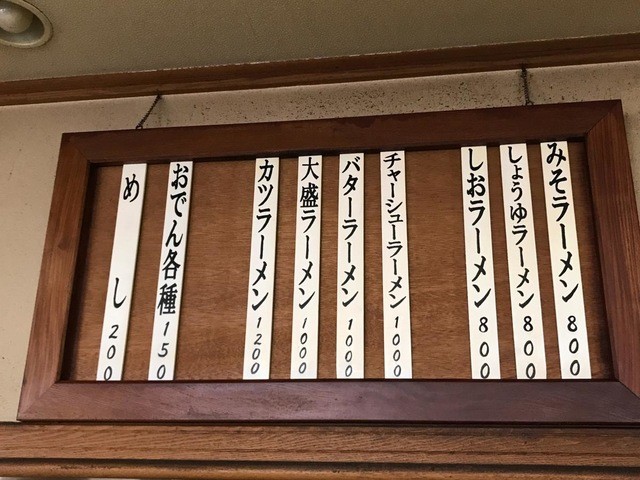 みそラーメン 800
しょうゆラーメン 800
しおラーメン 800
チャーシューラーメン 1000
バターラーメン 1000
大盛ラーメン 1000
カツラーメン 1200
おでん各種 150
めし 200